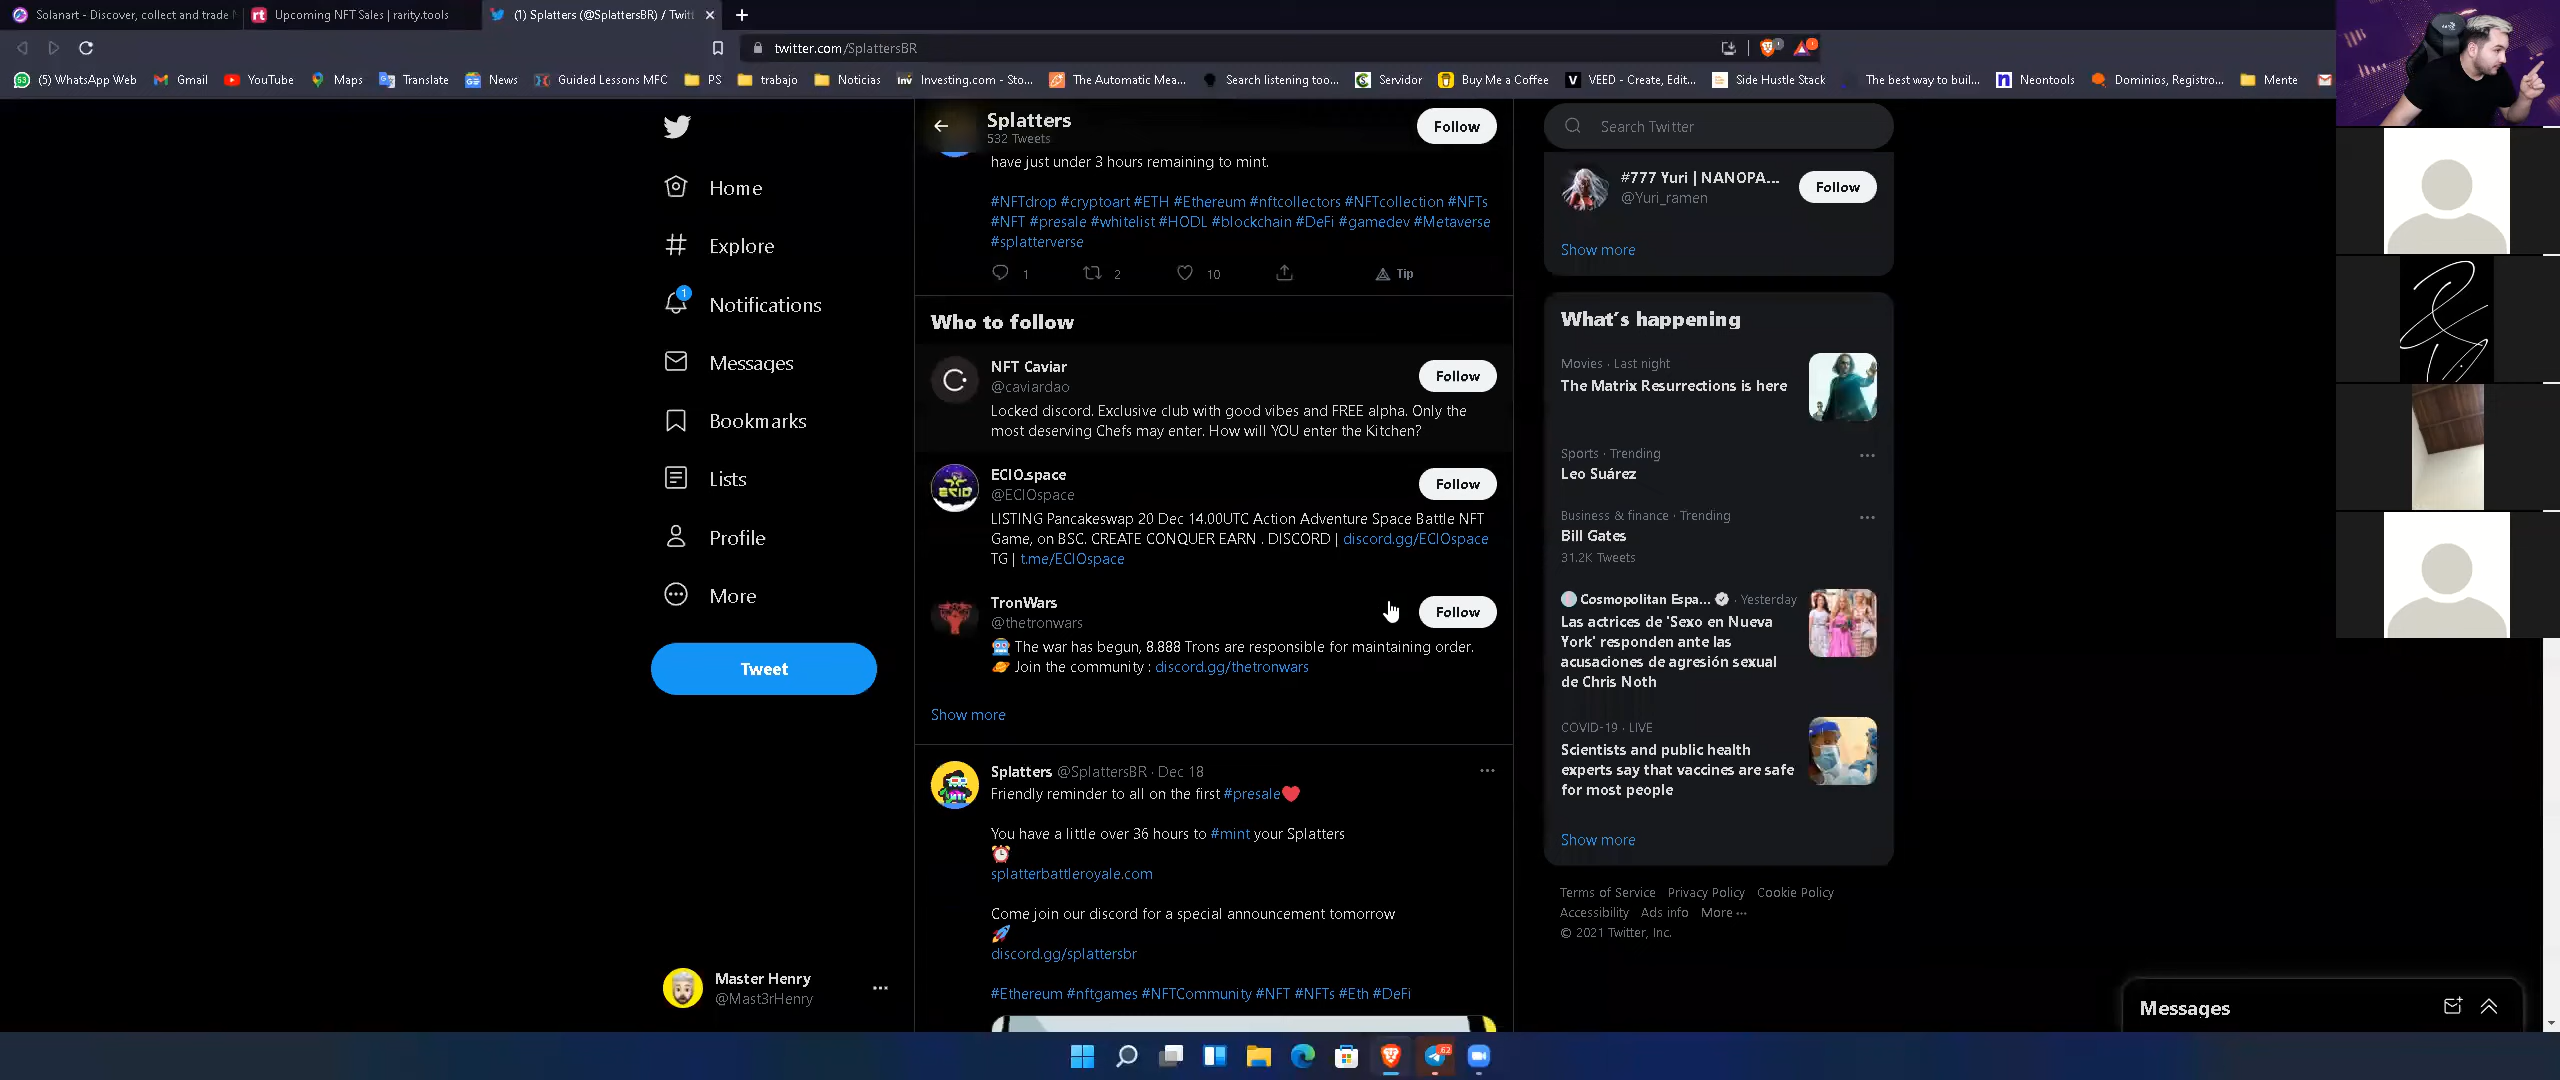 Solanart - Discover, collect and trade
Upcoming NFT Sales | rarity.tools
(1) Splatters (@SplattersBR) / Twitt
twitter.com/SplattersBR
(5) WhatsApp Web
Gmail
YouTube
Maps
Translate
News
Guided Lessons MFC
PS
trabajo
Noticias
Investing.com - Sto...
The Automatic Mea...
Search listening too...
Servidor
Buy Me a Coffee
VEED - Create, Edit...
Side Hustle Stack
The best way to buil...
Neontools
Dominios, Registro...
Mente
Home
Explore
Notifications
1
Messages
Bookmarks
Lists
Profile
More
Tweet
Master Henry
@Mast3rHenry
Splatters
532 Tweets
Follow
have just under 3 hours remaining to mint.
#NFTdrop #cryptoart #ETH #Ethereum #nftcollectors #NFTcollection #NFTs
#NFT #presale #whitelist #HODL #blockchain #DeFi #gamedev #Metaverse
#splatterverse
1
2
10
Tip
Who to follow
NFT Caviar
@caviardao
Follow
Locked discord. Exclusive club with good vibes and FREE alpha. Only the
most deserving Chefs may enter. How will YOU enter the Kitchen?
ECIO.space
@ECIOspace
Follow
LISTING Pancakeswap 20 Dec 14.00UTC Action Adventure Space Battle NFT
Game, on BSC. CREATE CONQUER EARN . DISCORD | discord.gg/ECIOspace
TG | t.me/ECIOspace
TronWars
@thetronwars
Follow
The war has begun, 8.888 Trons are responsible for maintaining order.
Join the community : discord.gg/thetronwars
Show more
Splatters @SplattersBR · Dec 18
Friendly reminder to all on the first #presale
You have a little over 36 hours to #mint your Splatters
splatterbattleroyale.com
Come join our discord for a special announcement tomorrow
discord.gg/splattersbr
#Ethereum #nftgames #NFTCommunity #NFT #NFTs #Eth #DeFi
Search Twitter
#777 Yuri | NANOPA...
@Yuri_ramen
Follow
Show more
What's happening
Movies · Last night
The Matrix Resurrections is here
Sports · Trending
Leo Suárez
Business & finance · Trending
Bill Gates
31.2K Tweets
Cosmopolitan Espa... · Yesterday
Las actrices de 'Sexo en Nueva
York' responden ante las
acusaciones de agresión sexual
de Chris Noth
COVID-19 · LIVE
Scientists and public health
experts say that vaccines are safe
for most people
Show more
Terms of Service Privacy Policy Cookie Policy
Accessibility Ads info More ···
© 2021 Twitter, Inc.
Messages
62